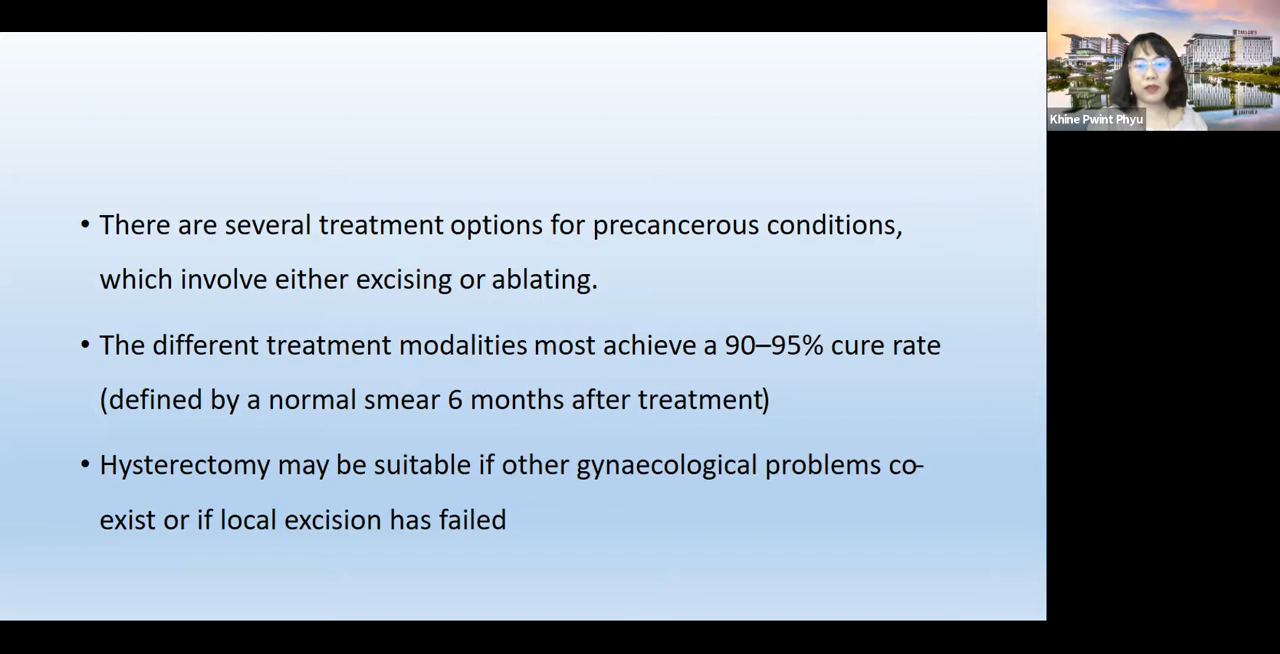 • There are several treatment options for precancerous conditions,
which involve either excising or ablating.
• The different treatment modalities most achieve a 90–95% cure rate
(defined by a normal smear 6 months after treatment)
• Hysterectomy may be suitable if other gynaecological problems co-
exist or if local excision has failed
TAYLOR'S
Khine Pwint Phyu